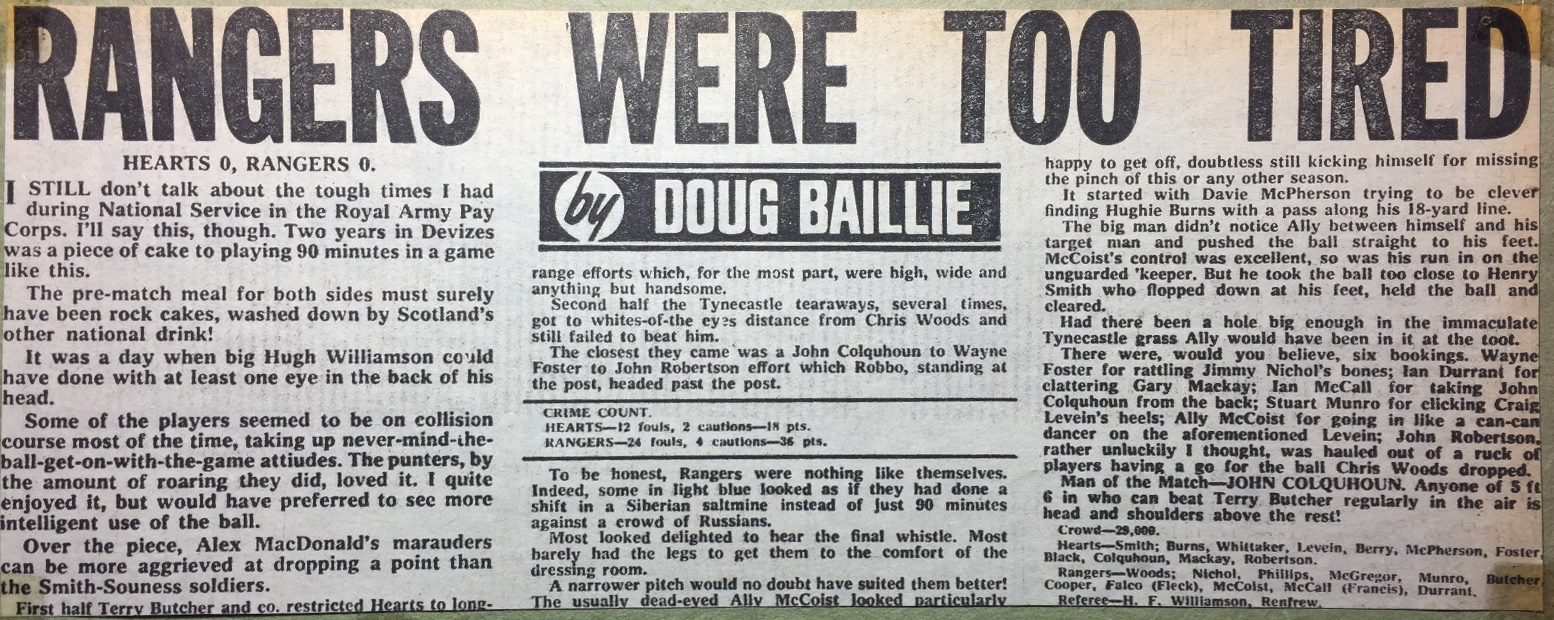 RANGERS WERE TOO TIRED
HEARTS 0, RANGERS 0.
I STILL don't talk about the tough times I had
during National Service in the Royal Army Pay
Corps. I'll say this, though. Two years in Devizes
was a piece of cake to playing 90 minutes in a game
like this.
The pre-match meal for both sides must surely
have been rock cakes, washed down by Scotland's
other national drink!
It was a day when big Hugh Williamson could
have done with at least one eye in the back of his
head.
Some of the players seemed to be on collision
course most of the time, taking up never-mind-the-
ball-get-on-with-the-game attiudes. The punters, by
the amount of roaring they did, loved it. I quite
enjoyed it, but would have preferred to see more
intelligent use of the ball.
Over the piece, Alex MacDonald's marauders
can be more aggrieved at dropping a point than
the Smith-Souness soldiers.
First half Terry Butcher and co. restricted Hearts to long-
by DOUG BAILLIE
range efforts which, for the most part, were high, wide and
anything but handsome.
Second half the Tynecastle tearaways, several times,
got to whites-of-the eyes distance from Chris Woods and
still failed to beat him.
The closest they came was a John Colquhoun to Wayne
Foster to John Robertson effort which Robbo, standing at
the post, headed past the post.
CRIME COUNT.
HEARTS—12 fouls, 2 cautions—18 pts.
RANGERS—24 fouls, 4 cautions—36 pts.
To be honest, Rangers were nothing like themselves.
Indeed, some in light blue looked as if they had done a
shift in a Siberian saltmine instead of just 90 minutes
against a crowd of Russians.
Most looked delighted to hear the final whistle. Most
barely had the legs to get them to the comfort of the
dressing room.
A narrower pitch would no doubt have suited them better!
The usually dead-eyed Ally McCoist looked particularly
happy to get off, doubtless still kicking himself for missing
the pinch of this or any other season.
It started with Davie McPherson trying to be clever
finding Hughie Burns with a pass along his 18-yard line.
The big man didn't notice Ally between himself and his
target man and pushed the ball straight to his feet.
McCoist's control was excellent, so was his run in on the
unguarded 'keeper. But he took the ball too close to Henry
Smith who flopped down at his feet, held the ball and
cleared.
Had there been a hole big enough in the immaculate
Tynecastle grass Ally would have been in it at the toot.
There were, would you believe, six bookings. Wayne
Foster for rattling Jimmy Nichol's bones; Ian Durrant for
clattering Gary Mackay; Ian McCall for taking John
Colquhoun from the back; Stuart Munro for clicking Craig
Levein's heels; Ally McCoist for going in like a can-can
dancer on the aforementioned Levein; John Robertson,
rather unluckily I thought, was hauled out of a ruck of
players having a go for the ball Chris Woods dropped.
Man of the Match—JOHN COLQUHOUN. Anyone of 5 ft
6 in who can beat Terry Butcher regularly in the air is
head and shoulders above the rest!
Crowd—29,000.
Hearts—Smith; Burns, Whittaker, Levein, Berry, McPherson, Foster,
Black, Colquhoun, Mackay, Robertson.
Rangers—Woods; Nichol, Phillips, McGregor, Munro, Butcher,
Cooper, Falco (Fleck), McCoist, McCall (Francis), Durrant.
Referee—H. F. Williamson, Renfrew.